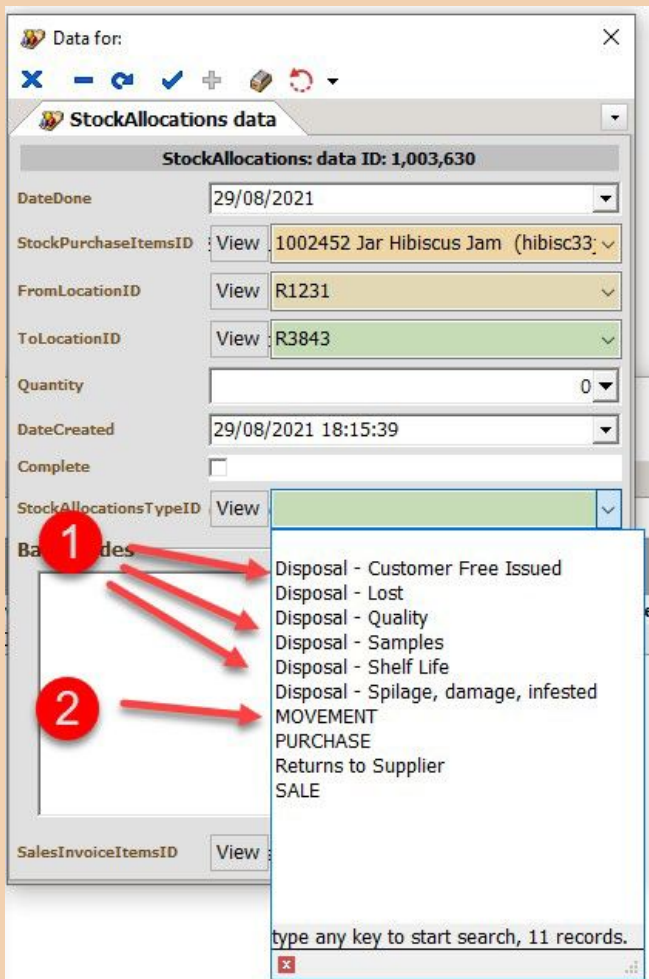 Data for:
StockAllocations data
StockAllocations: data ID: 1,003,630
DateDone 29/08/2021
StockPurchaseItemsID View 1002452 Jar Hibiscus Jam (hibisc33
FromLocationID View R1231
ToLocationID View R3843
Quantity 0
DateCreated 29/08/2021 18:15:39
Complete
StockAllocationsTypeID View
1
Disposal - Customer Free Issued
Disposal - Lost
Disposal - Quality
Disposal - Samples
Disposal - Shelf Life
Disposal - Spilage, damage, infested
2
MOVEMENT
PURCHASE
Returns to Supplier
SALE
SalesInvoiceItemsID View
type any key to start search, 11 records.